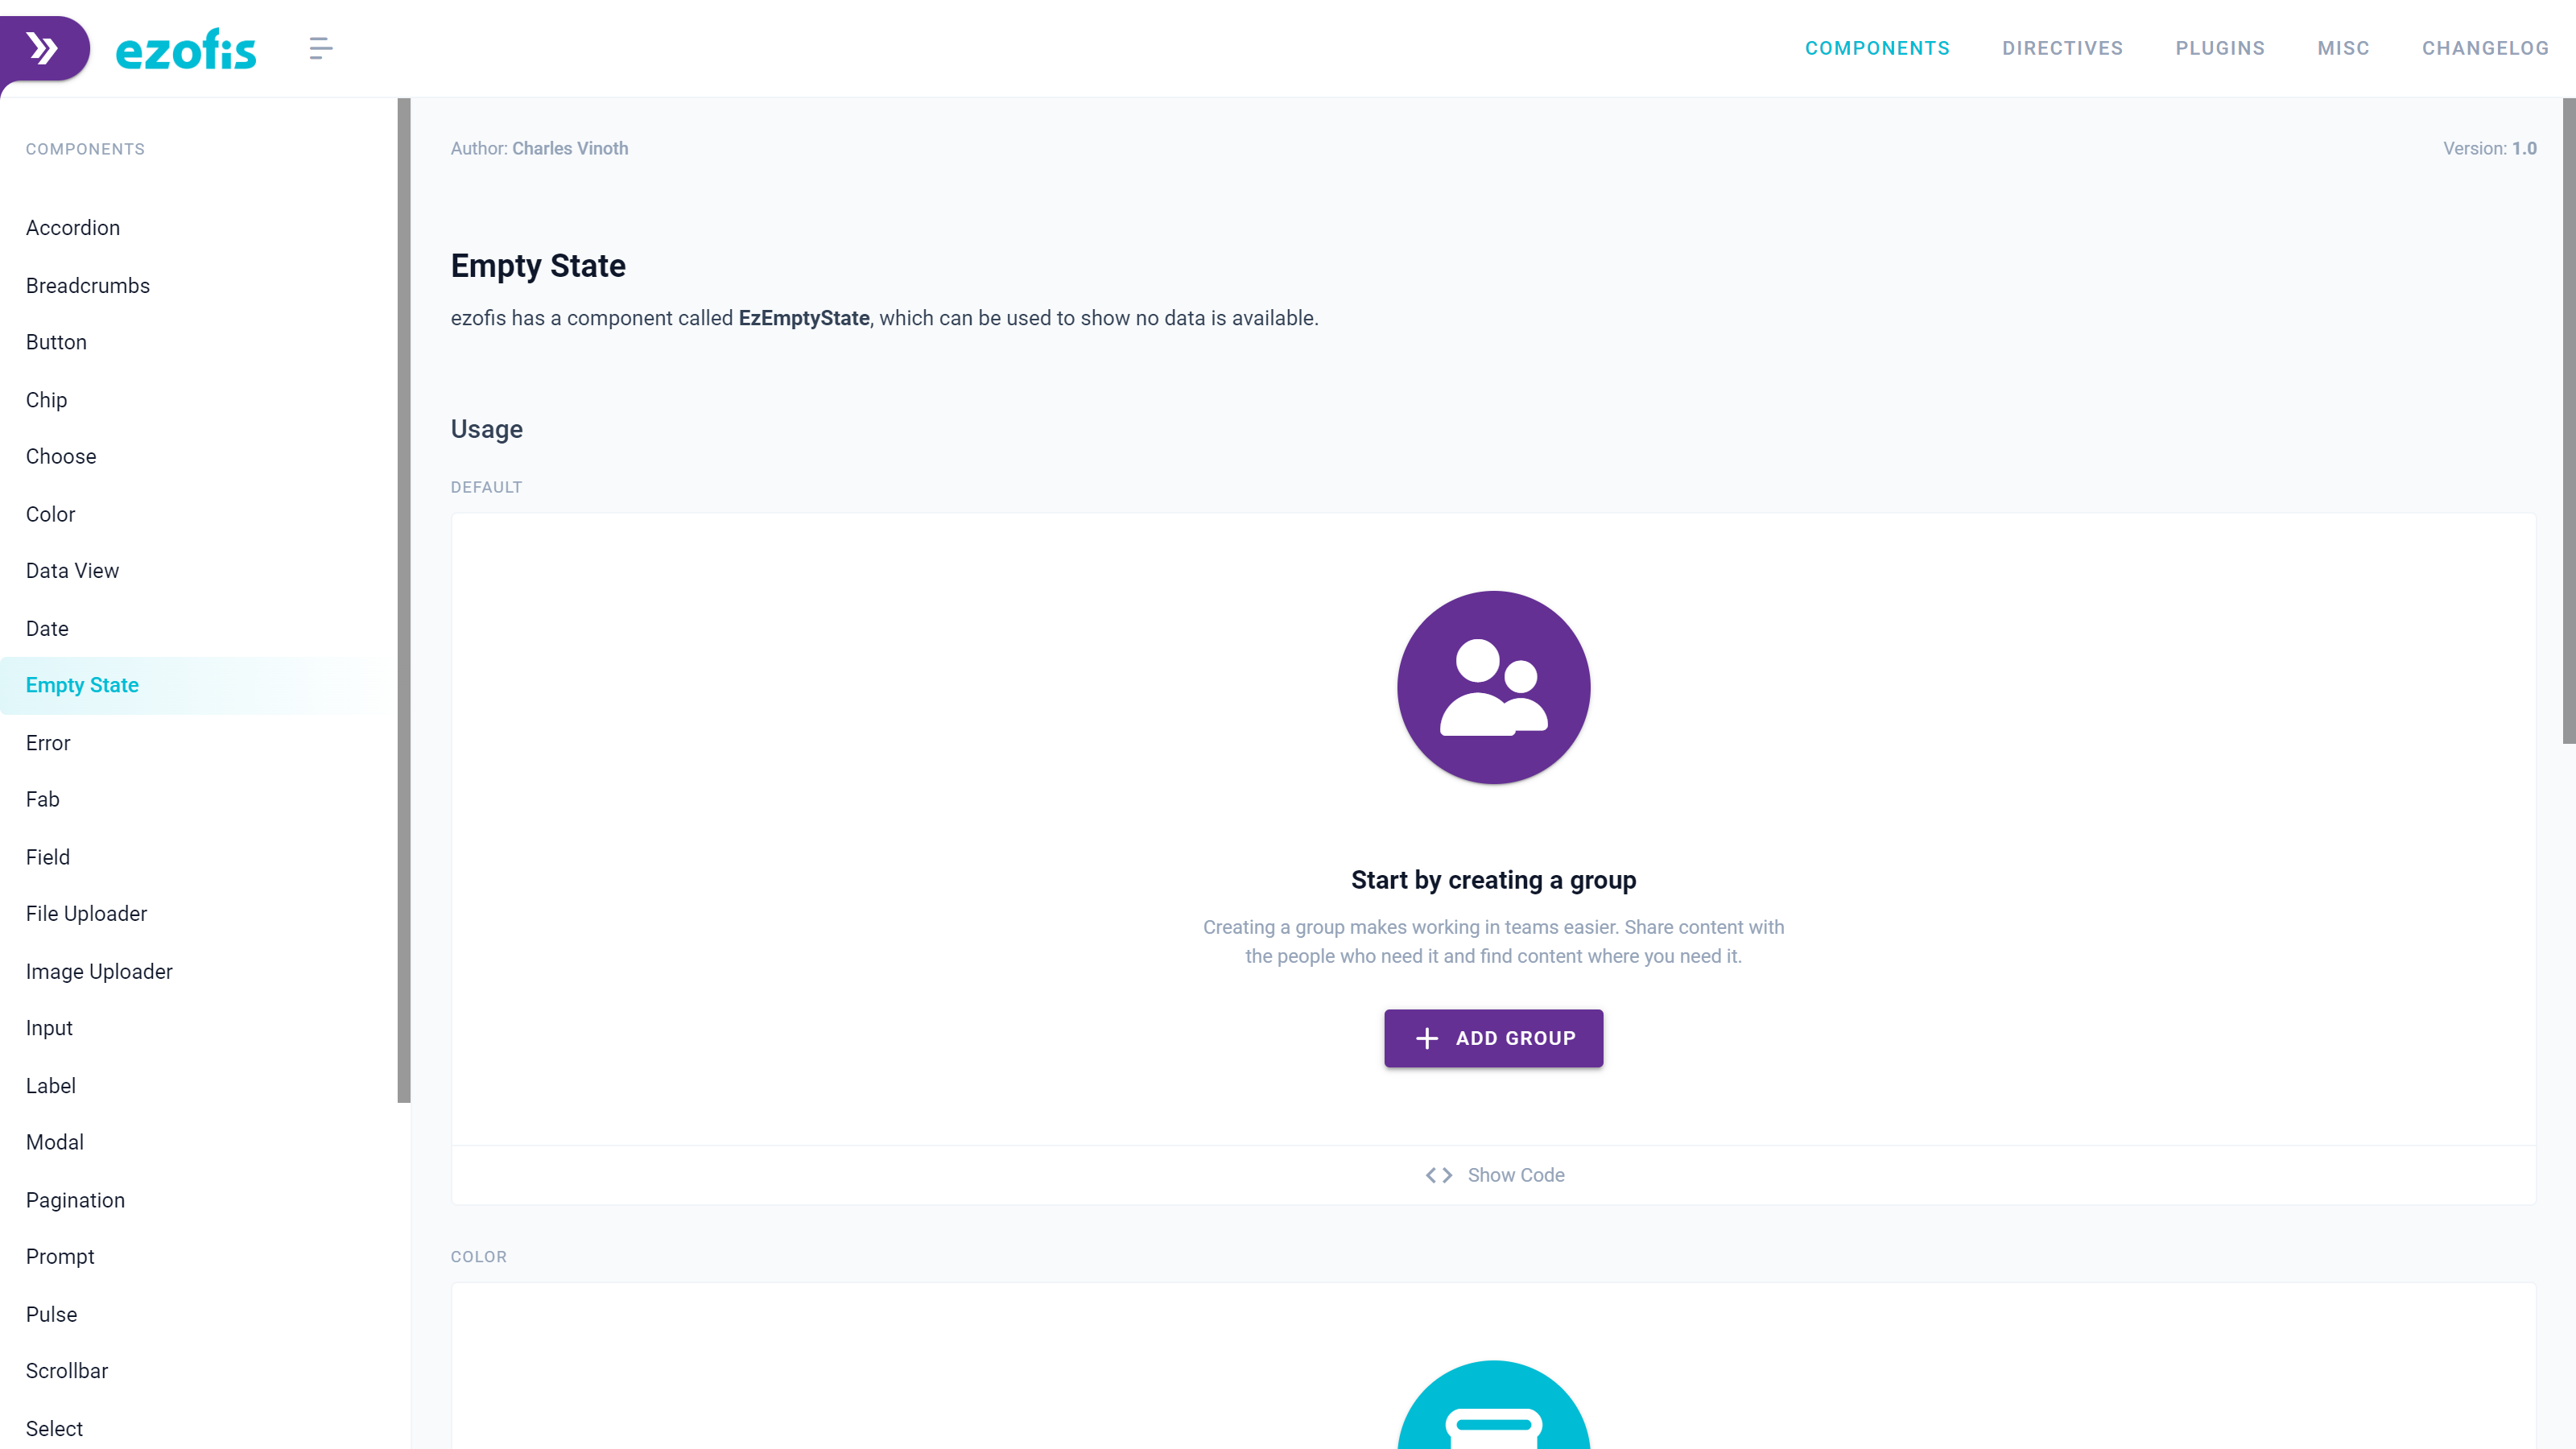 ezofis
COMPONENTS
DIRECTIVES
PLUGINS
MISC
CHANGELOG
COMPONENTS
Accordion
Breadcrumbs
Button
Chip
Choose
Color
Data View
Date
Empty State
Error
Fab
Field
File Uploader
Image Uploader
Input
Label
Modal
Pagination
Prompt
Pulse
Scrollbar
Select
Author: Charles Vinoth
Version: 1.0
Empty State
ezofis has a component called EzEmptyState, which can be used to show no data is available.
Usage
DEFAULT
Start by creating a group
Creating a group makes working in teams easier. Share content with
the people who need it and find content where you need it.
ADD GROUP
Show Code
COLOR